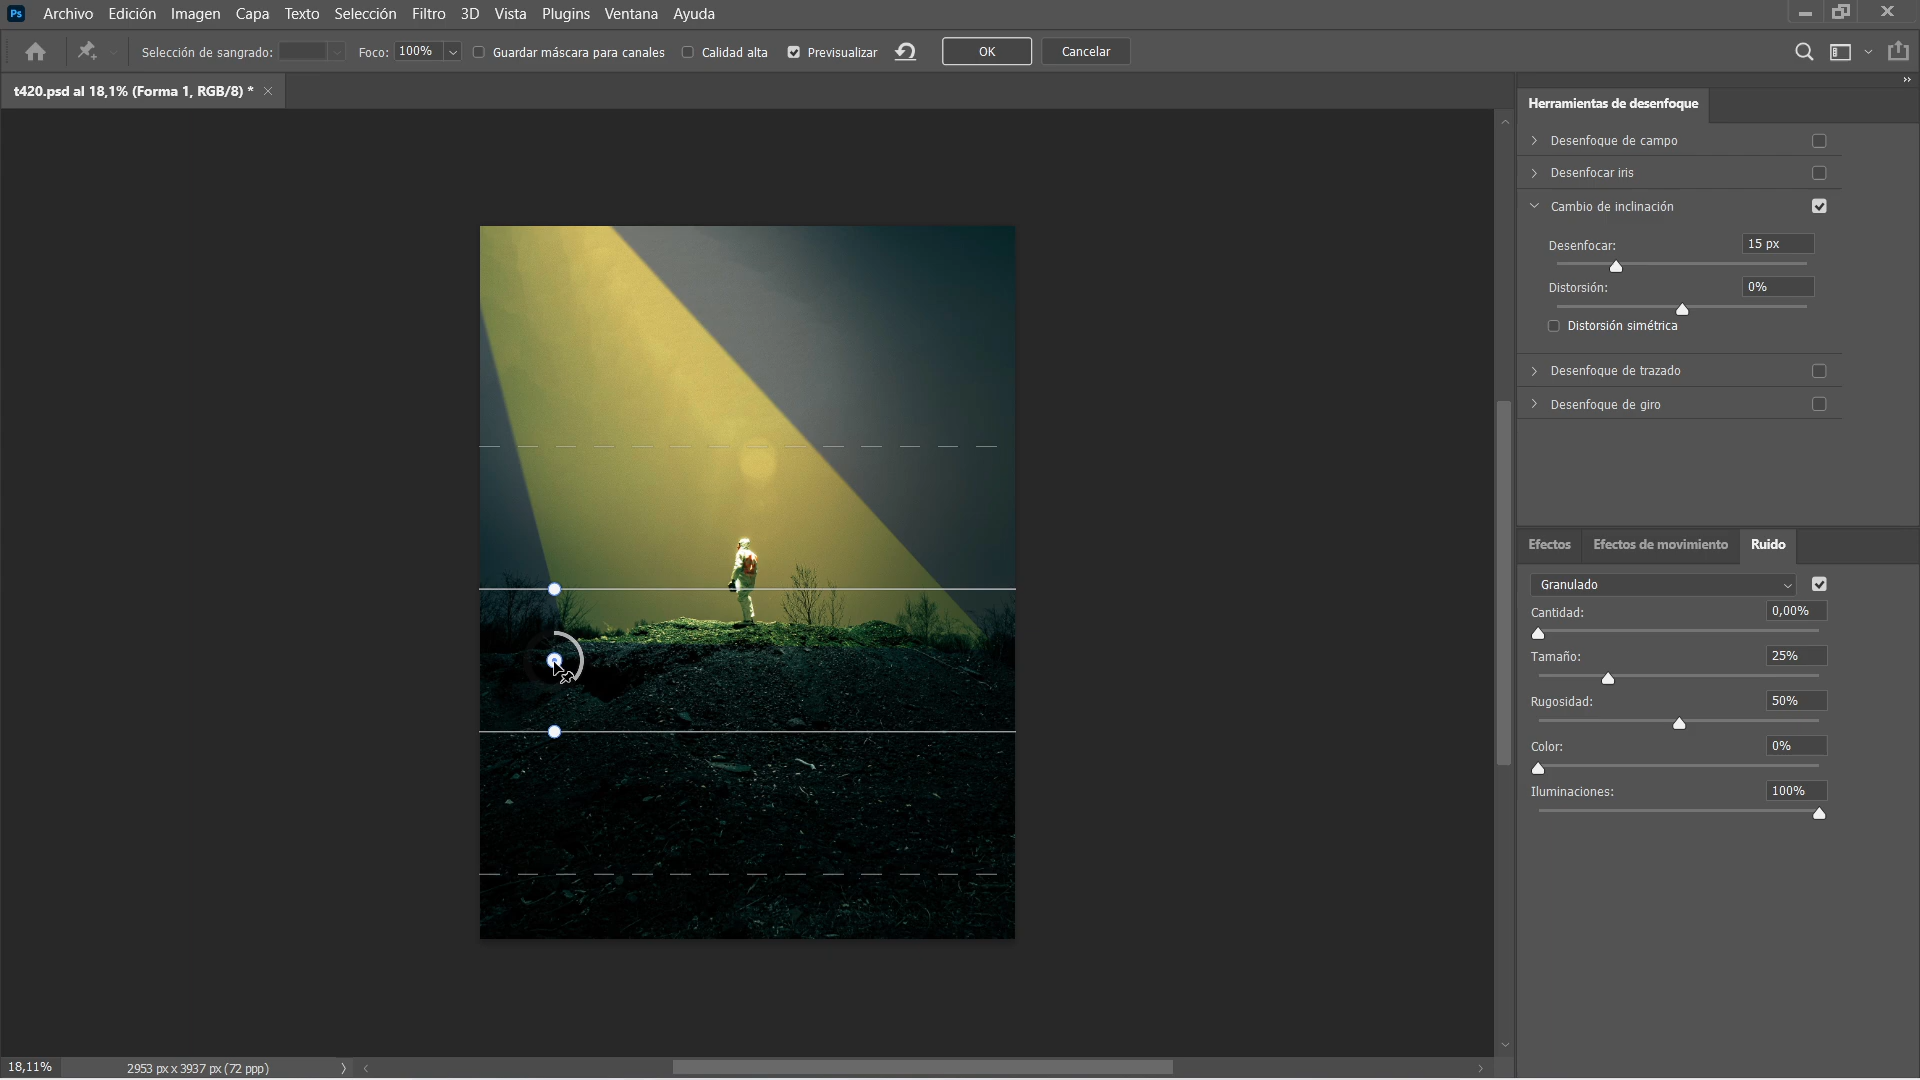 Ps Archivo Edición Imagen Capa Texto Selección Filtro 3D Vista Plugins Ventana Ayuda
Selección de sangrado: Foco: 100% Guardar máscara para canales Calidad alta Previsualizar OK Cancelar
t420.psd al 18,1% (Forma 1, RGB/8) *
Herramientas de desenfoque
Desenfoque de campo
Desenfocar iris
Cambio de inclinación
Desenfocar: 15 px
Distorsión: 0%
Distorsión simétrica
Desenfoque de trazado
Desenfoque de giro
Efectos Efectos de movimiento Ruido
Granulado
Cantidad: 0,00%
Tamaño: 25%
Rugosidad: 50%
Color: 0%
Iluminaciones: 100%
18,11% 2953 px x 3937 px (72 ppp)